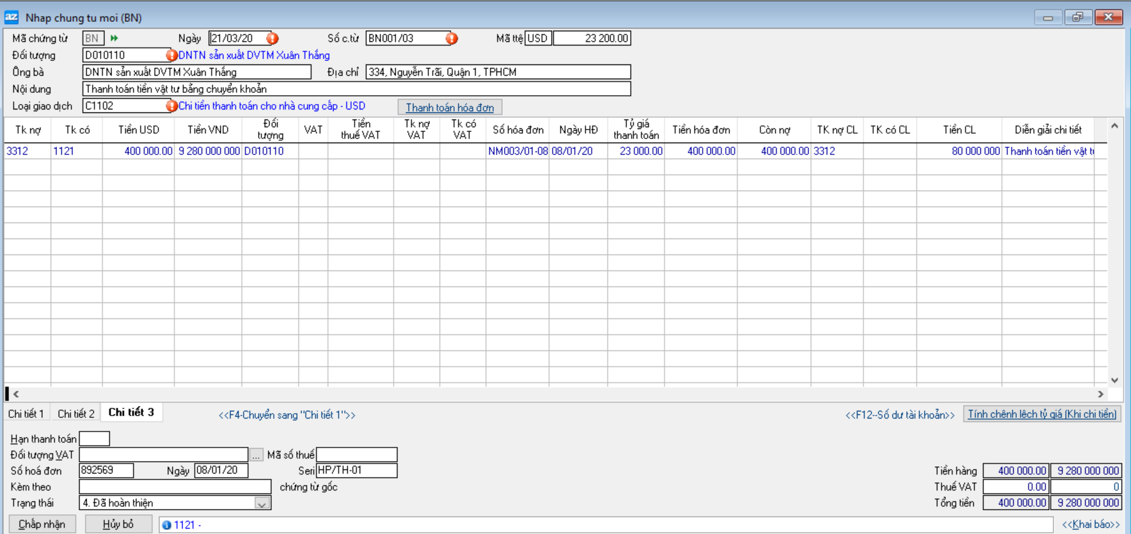 az Nhap chung tu moi (BN)
Mã chứng từ BN Ngày 21/03/20 Số c.từ BN001/03 Mã ttệ USD 23 200.00
Đối tượng D010110 DNTN sản xuất DVTM Xuân Thắng
Ông bà DNTN sản xuất DVTM Xuân Thắng Địa chỉ 334, Nguyễn Trãi, Quận 1, TPHCM
Nội dung Thanh toán tiền vật tư bằng chuyển khoản
Loại giao dịch C1102 Chi tiền thanh toán cho nhà cung cấp - USD Thanh toán hóa đơn
Tk nợ Tk có Tiền USD Tiền VND Đối tượng VAT Tiền thuế VAT Tk nợ VAT Tk có VAT Số hóa đơn Ngày HĐ Tỷ giá thanh toán Tiền hóa đơn Còn nợ TK nợ CL TK có CL Tiền CL Diễn giải chi tiết
3312 1121 400 000.00 9 280 000 000 D010110 NM003/01-08 08/01/20 23 000.00 400 000.00 400 000.00 3312 80 000 000 Thanh toán tiền vật tư
Chi tiết 1 Chi tiết 2 Chi tiết 3 <<F4-Chuyển sang "Chi tiết 1">> <<F12--Số dư tài khoản>> Tính chênh lệch tỷ giá (Khi chi tiền)
Hạn thanh toán
Đối tượng VAT ... Mã số thuế
Số hoá đơn 892569 Ngày 08/01/20 Seri HP/TH-01 Tiền hàng 400 000.00 9 280 000 000
Kèm theo chứng từ gốc Thuế VAT 0.00 0
Trạng thái 4. Đã hoàn thiện Tổng tiền 400 000.00 9 280 000 000
Chấp nhận Hủy bỏ 1121 - <<Khai báo>>